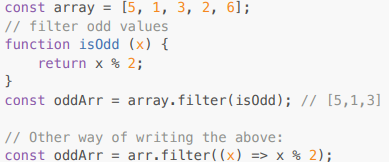 const array = [5, 1, 3, 2, 6];
// filter odd values
function isOdd (x) {
    return x % 2;
}
const oddArr = array.filter(isOdd); // [5,1,3]

// Other way of writing the above:
const oddArr = arr.filter((x) => x % 2);